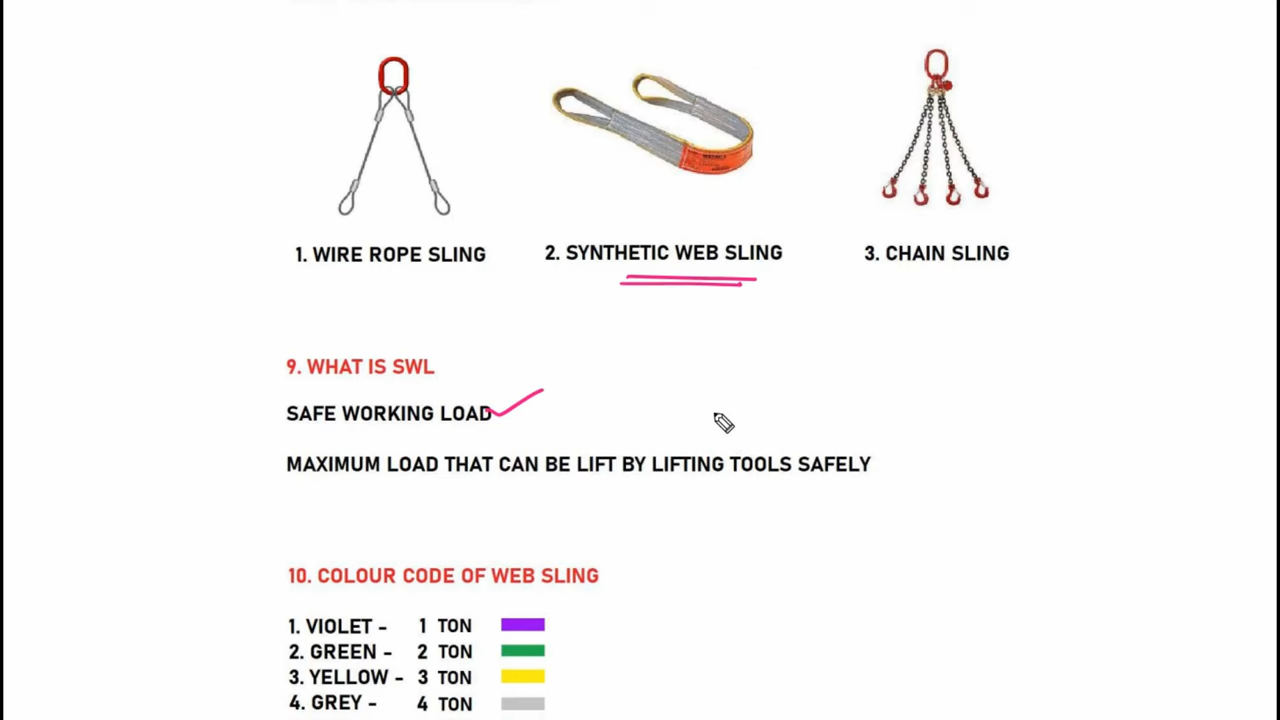 1. WIRE ROPE SLING
2. SYNTHETIC WEB SLING
3. CHAIN SLING
9. WHAT IS SWL
SAFE WORKING LOAD
MAXIMUM LOAD THAT CAN BE LIFT BY LIFTING TOOLS SAFELY
10. COLOUR CODE OF WEB SLING
1. VIOLET - 1 TON
2. GREEN - 2 TON
3. YELLOW - 3 TON
4. GREY - 4 TON